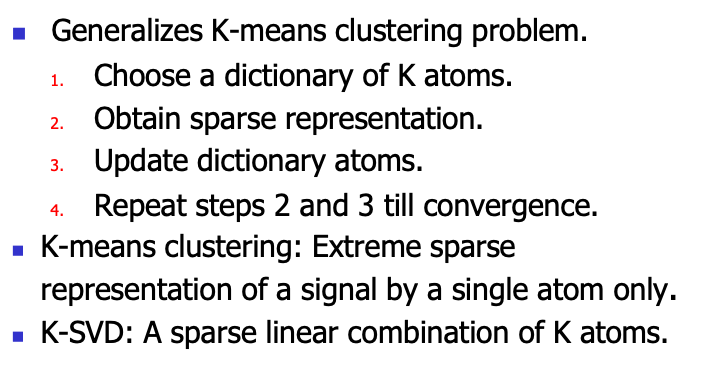 Generalizes K-means clustering problem.
1. Choose a dictionary of K atoms.
2. Obtain sparse representation.
3. Update dictionary atoms.
4. Repeat steps 2 and 3 till convergence.
K-means clustering: Extreme sparse
representation of a signal by a single atom only.
K-SVD: A sparse linear combination of K atoms.